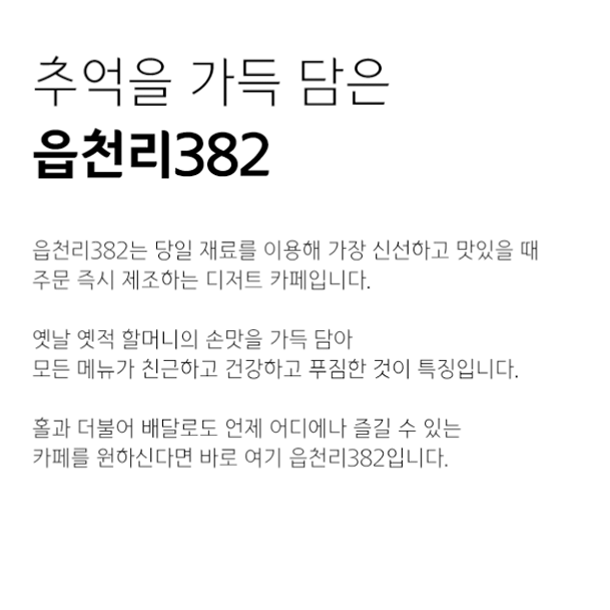 추억을 가득 담은
읍천리382
읍천리382는 당일 재료를 이용해 가장 신선하고 맛있을 때
주문 즉시 제조하는 디저트 카페입니다.
옛날 옛적 할머니의 손맛을 가득 담아
모든 메뉴가 친근하고 건강하고 푸짐한 것이 특징입니다.
홀과 더불어 배달로도 언제 어디에나 즐길 수 있는
카페를 원하신다면 바로 여기 읍천리382입니다.